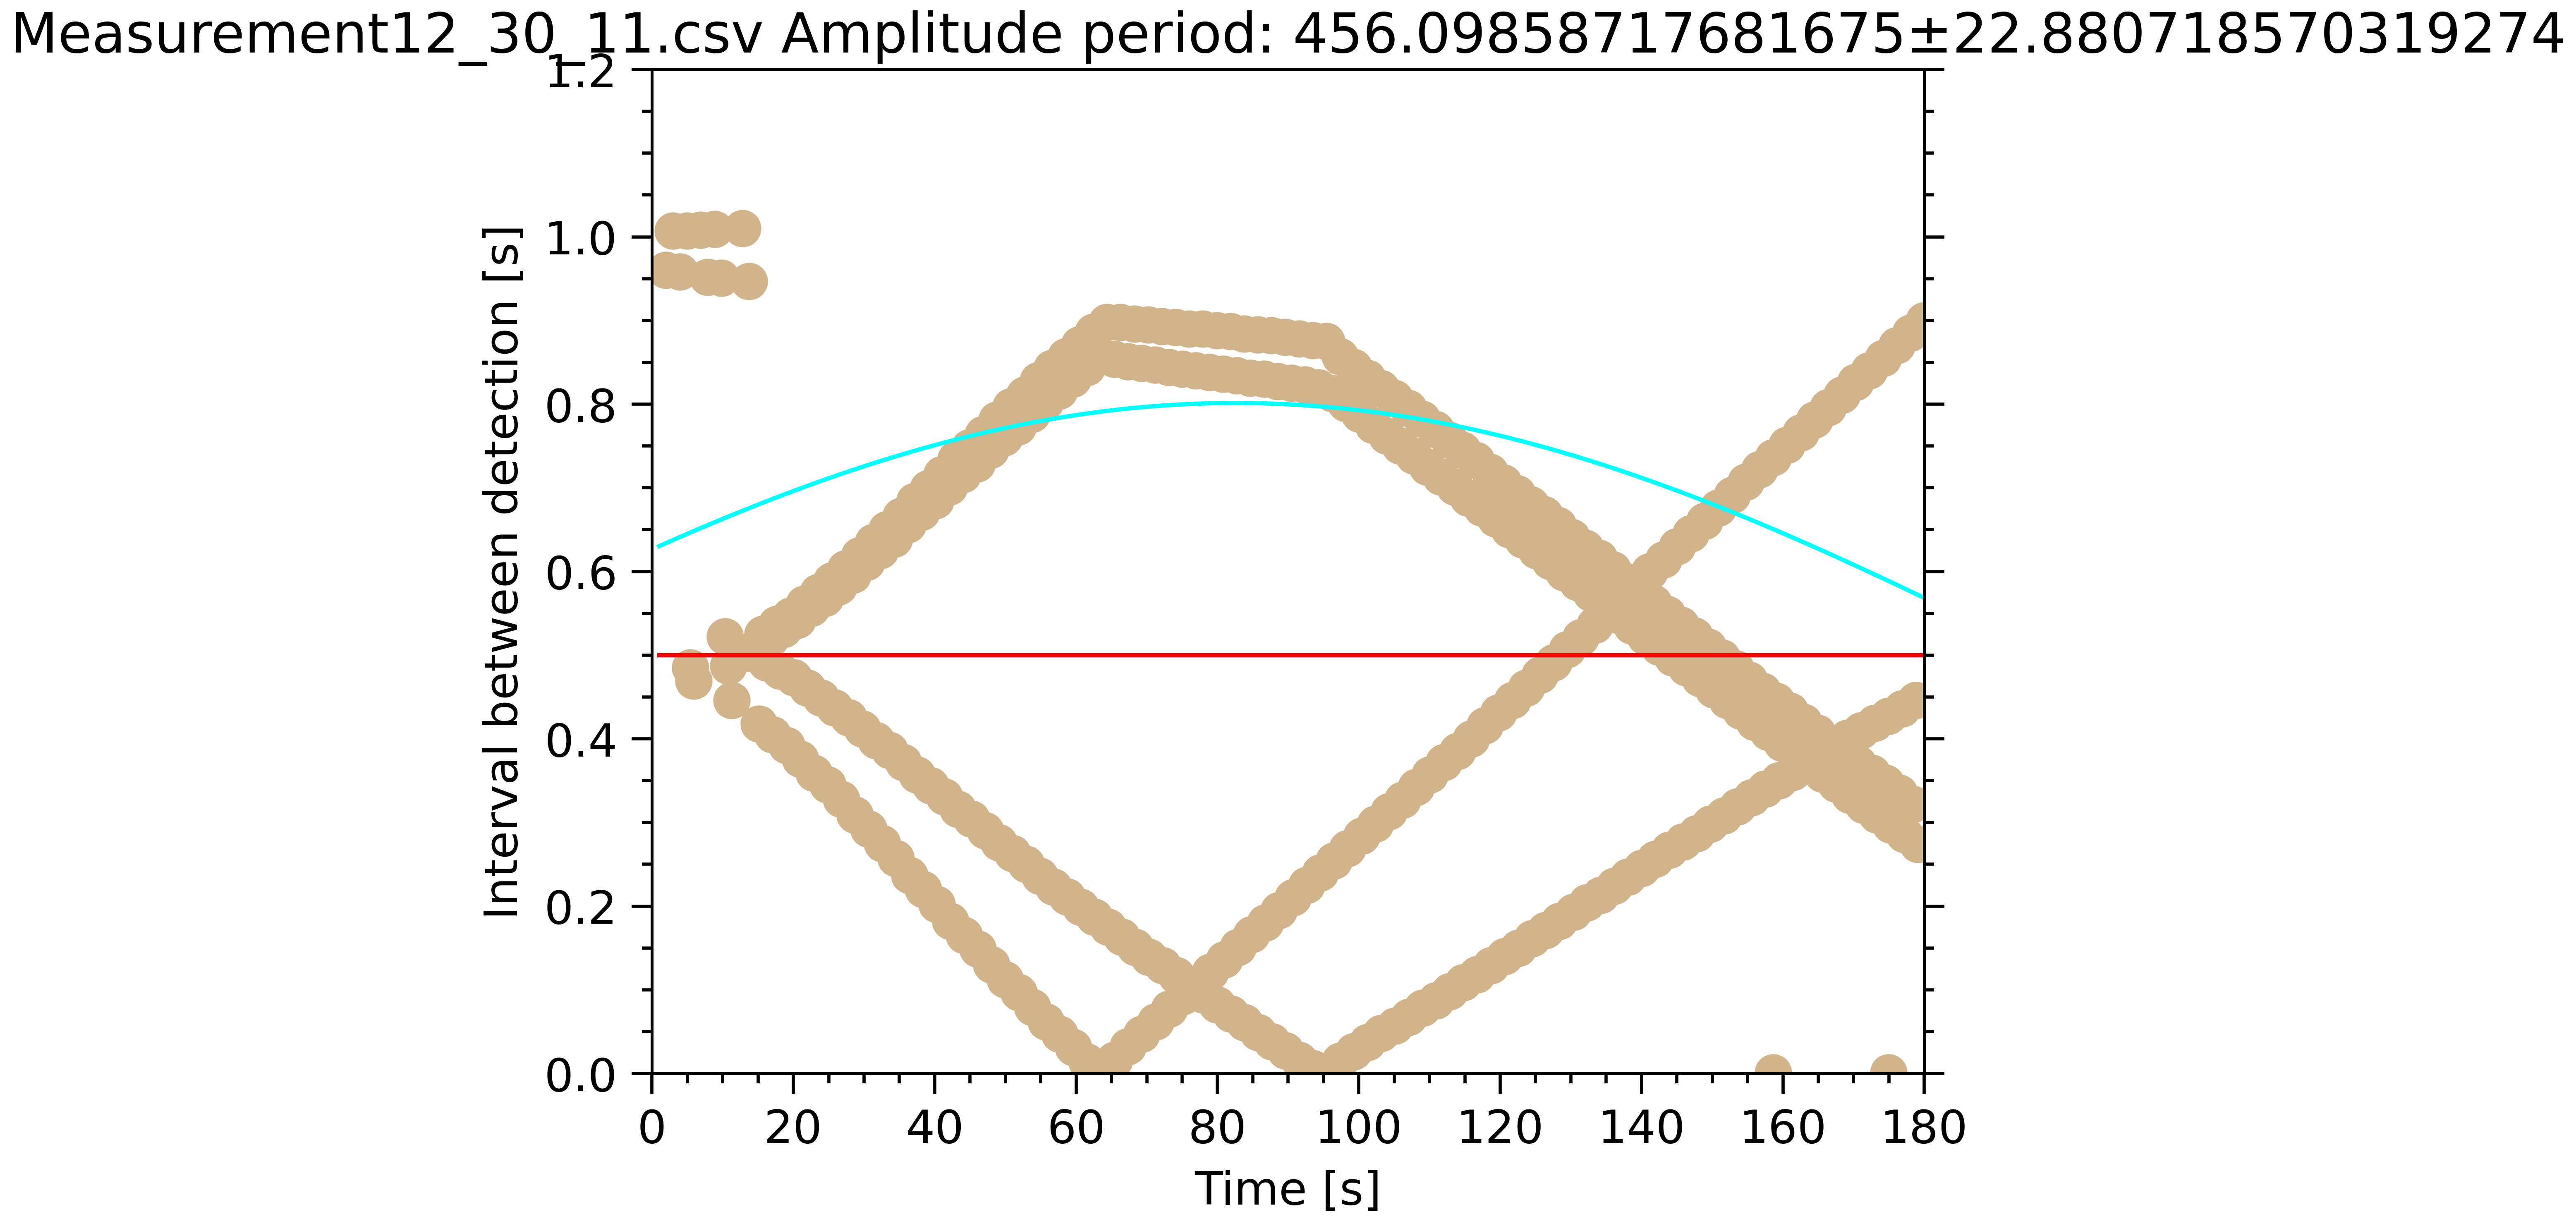 Measurement12_30_11.csv Amplitude period: 456.09858717681675±22.880718570319274
Interval between detection [s]
1.2
1.0
0.8
0.6
0.4
0.2
0.0
0 20 40 60 80 100 120 140 160 180
Time [s]